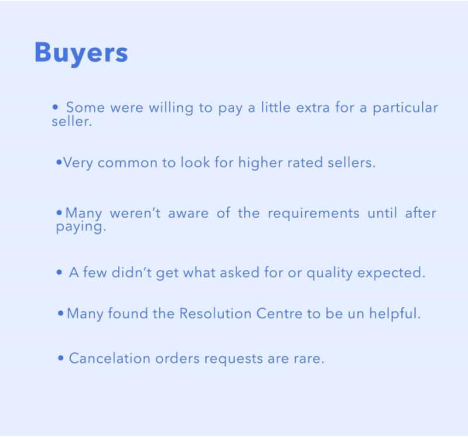 Buyers
• Some were willing to pay a little extra for a particular
seller.
•Very common to look for higher rated sellers.
•Many weren't aware of the requirements until after
paying.
• A few didn't get what asked for or quality expected.
•Many found the Resolution Centre to be un helpful.
• Cancelation orders requests are rare.